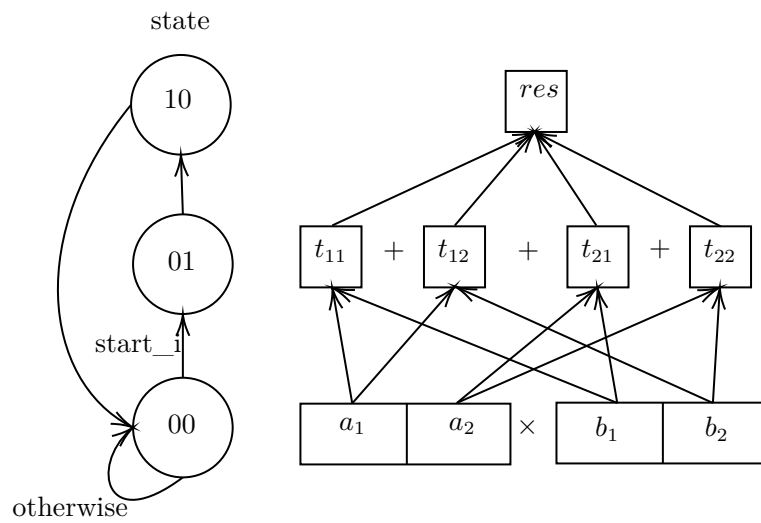 state
10
01
start_i
00
otherwise
res
t₁₁ + t₁₂ + t₂₁ + t₂₂
a₁ a₂ × b₁ b₂